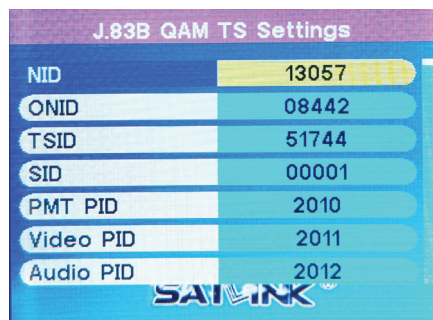 J.83B QAM TS Settings
NID 13057
ONID 08442
TSID 51744
SID 00001
PMT PID 2010
Video PID 2011
Audio PID 2012
SATLINK ®